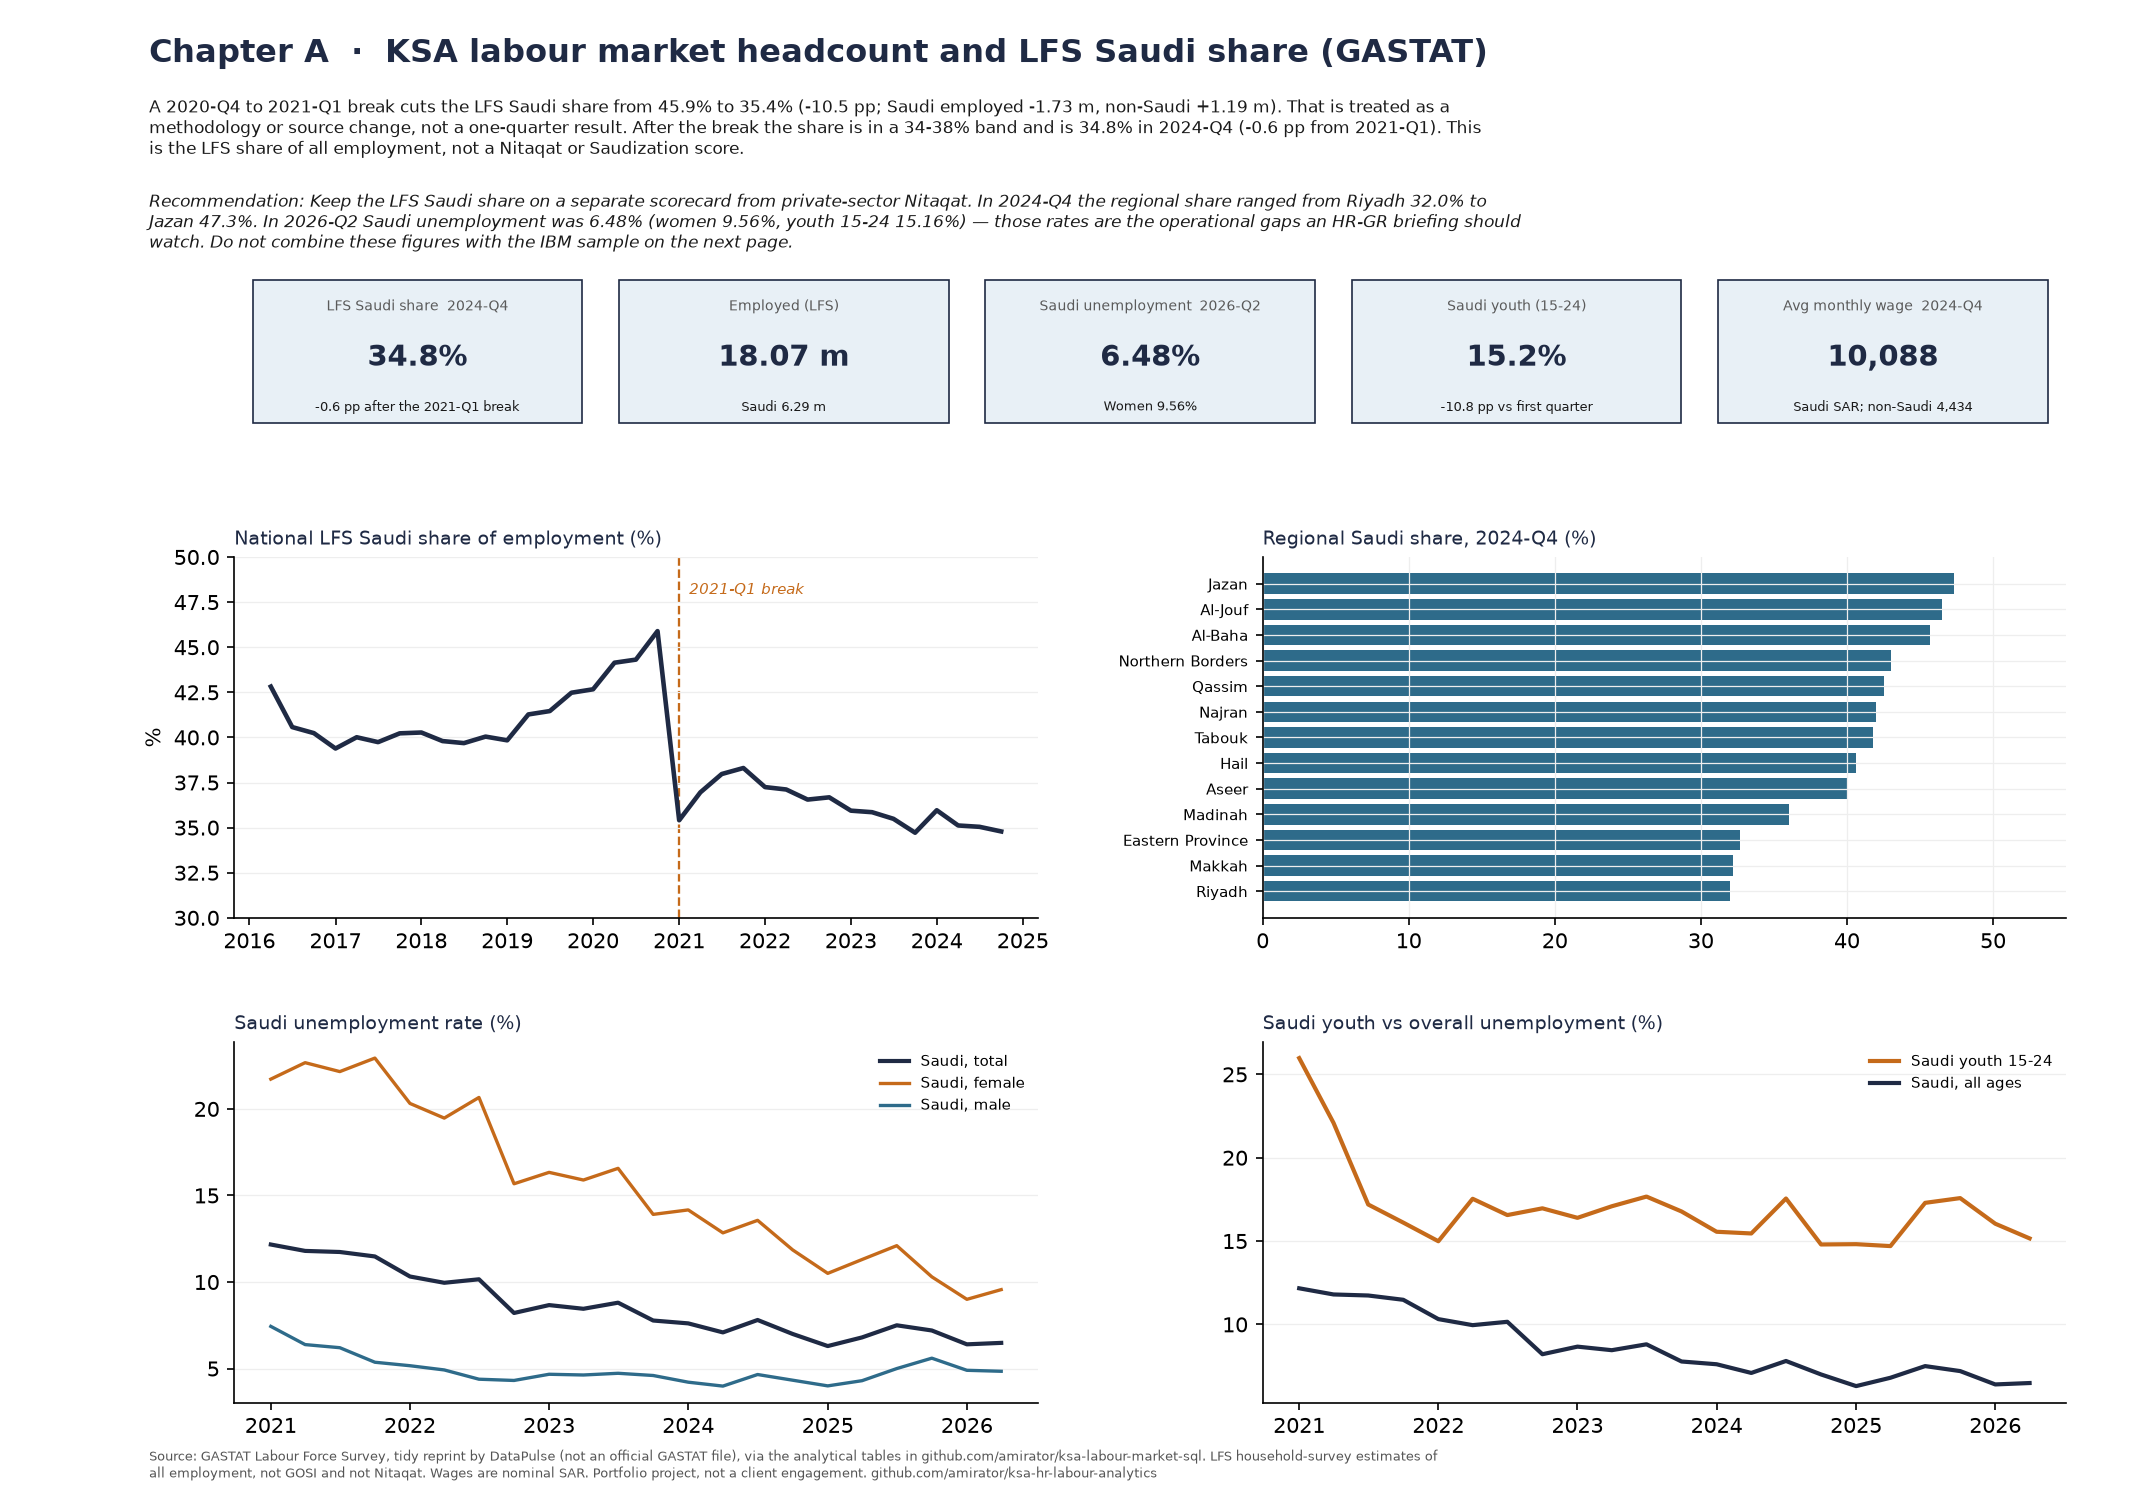 Chapter A · KSA labour market headcount and LFS Saudi share (GASTAT)
A 2020-Q4 to 2021-Q1 break cuts the LFS Saudi share from 45.9% to 35.4% (-10.5 pp; Saudi employed -1.73 m, non-Saudi +1.19 m). That is treated as a
methodology or source change, not a one-quarter result. After the break the share is in a 34-38% band and is 34.8% in 2024-Q4 (-0.6 pp from 2021-Q1). This
is the LFS share of all employment, not a Nitaqat or Saudization score.
Recommendation: Keep the LFS Saudi share on a separate scorecard from private-sector Nitaqat. In 2024-Q4 the regional share ranged from Riyadh 32.0% to
Jazan 47.3%. In 2026-Q2 Saudi unemployment was 6.48% (women 9.56%, youth 15-24 15.16%) — those rates are the operational gaps an HR-GR briefing should
watch. Do not combine these figures with the IBM sample on the next page.
LFS Saudi share 2024-Q4
34.8%
-0.6 pp after the 2021-Q1 break
Employed (LFS)
18.07 m
Saudi 6.29 m
Saudi unemployment 2026-Q2
6.48%
Women 9.56%
Saudi youth (15-24)
15.2%
-10.8 pp vs first quarter
Avg monthly wage 2024-Q4
10,088
Saudi SAR; non-Saudi 4,434
National LFS Saudi share of employment (%)
50.0
47.5
45.0
42.5
40.0
37.5
35.0
32.5
30.0
%
2021-Q1 break
2016 2017 2018 2019 2020 2021 2022 2023 2024 2025
Regional Saudi share, 2024-Q4 (%)
Jazan
Al-Jouf
Al-Baha
Northern Borders
Qassim
Najran
Tabouk
Hail
Aseer
Madinah
Eastern Province
Makkah
Riyadh
0 10 20 30 40 50
Saudi unemployment rate (%)
Saudi, total
Saudi, female
Saudi, male
20
15
10
5
2021 2022 2023 2024 2025 2026
Saudi youth vs overall unemployment (%)
Saudi youth 15-24
Saudi, all ages
25
20
15
10
2021 2022 2023 2024 2025 2026
Source: GASTAT Labour Force Survey, tidy reprint by DataPulse (not an official GASTAT file), via the analytical tables in github.com/amirator/ksa-labour-market-sql. LFS household-survey estimates of
all employment, not GOSI and not Nitaqat. Wages are nominal SAR. Portfolio project, not a client engagement. github.com/amirator/ksa-hr-labour-analytics